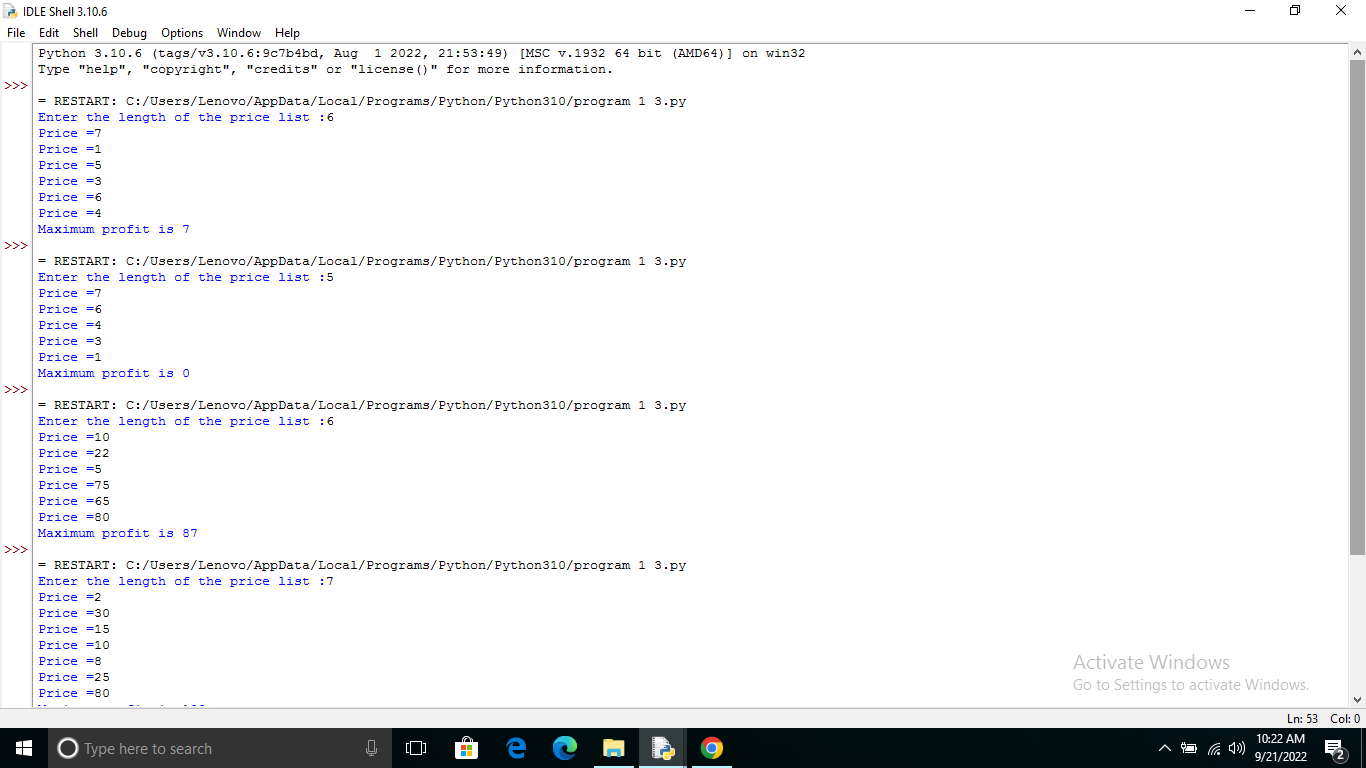 IDLE Shell 3.10.6
File Edit Shell Debug Options Window Help
Python 3.10.6 (tags/v3.10.6:9c7b4bd, Aug  1 2022, 21:53:49) [MSC v.1932 64 bit (AMD64)] on win32
Type "help", "copyright", "credits" or "license()" for more information.
>>>
= RESTART: C:/Users/Lenovo/AppData/Local/Programs/Python/Python310/program 1 3.py
Enter the length of the price list :6
Price =7
Price =1
Price =5
Price =3
Price =6
Price =4
Maximum profit is 7
>>>
= RESTART: C:/Users/Lenovo/AppData/Local/Programs/Python/Python310/program 1 3.py
Enter the length of the price list :5
Price =7
Price =6
Price =4
Price =3
Price =1
Maximum profit is 0
>>>
= RESTART: C:/Users/Lenovo/AppData/Local/Programs/Python/Python310/program 1 3.py
Enter the length of the price list :6
Price =10
Price =22
Price =5
Price =75
Price =65
Price =80
Maximum profit is 87
>>>
= RESTART: C:/Users/Lenovo/AppData/Local/Programs/Python/Python310/program 1 3.py
Enter the length of the price list :7
Price =2
Price =30
Price =15
Price =10
Price =8
Price =25
Price =80
Activate Windows
Go to Settings to activate Windows.
Ln: 53 Col: 0
Type here to search
10:22 AM
9/21/2022
2